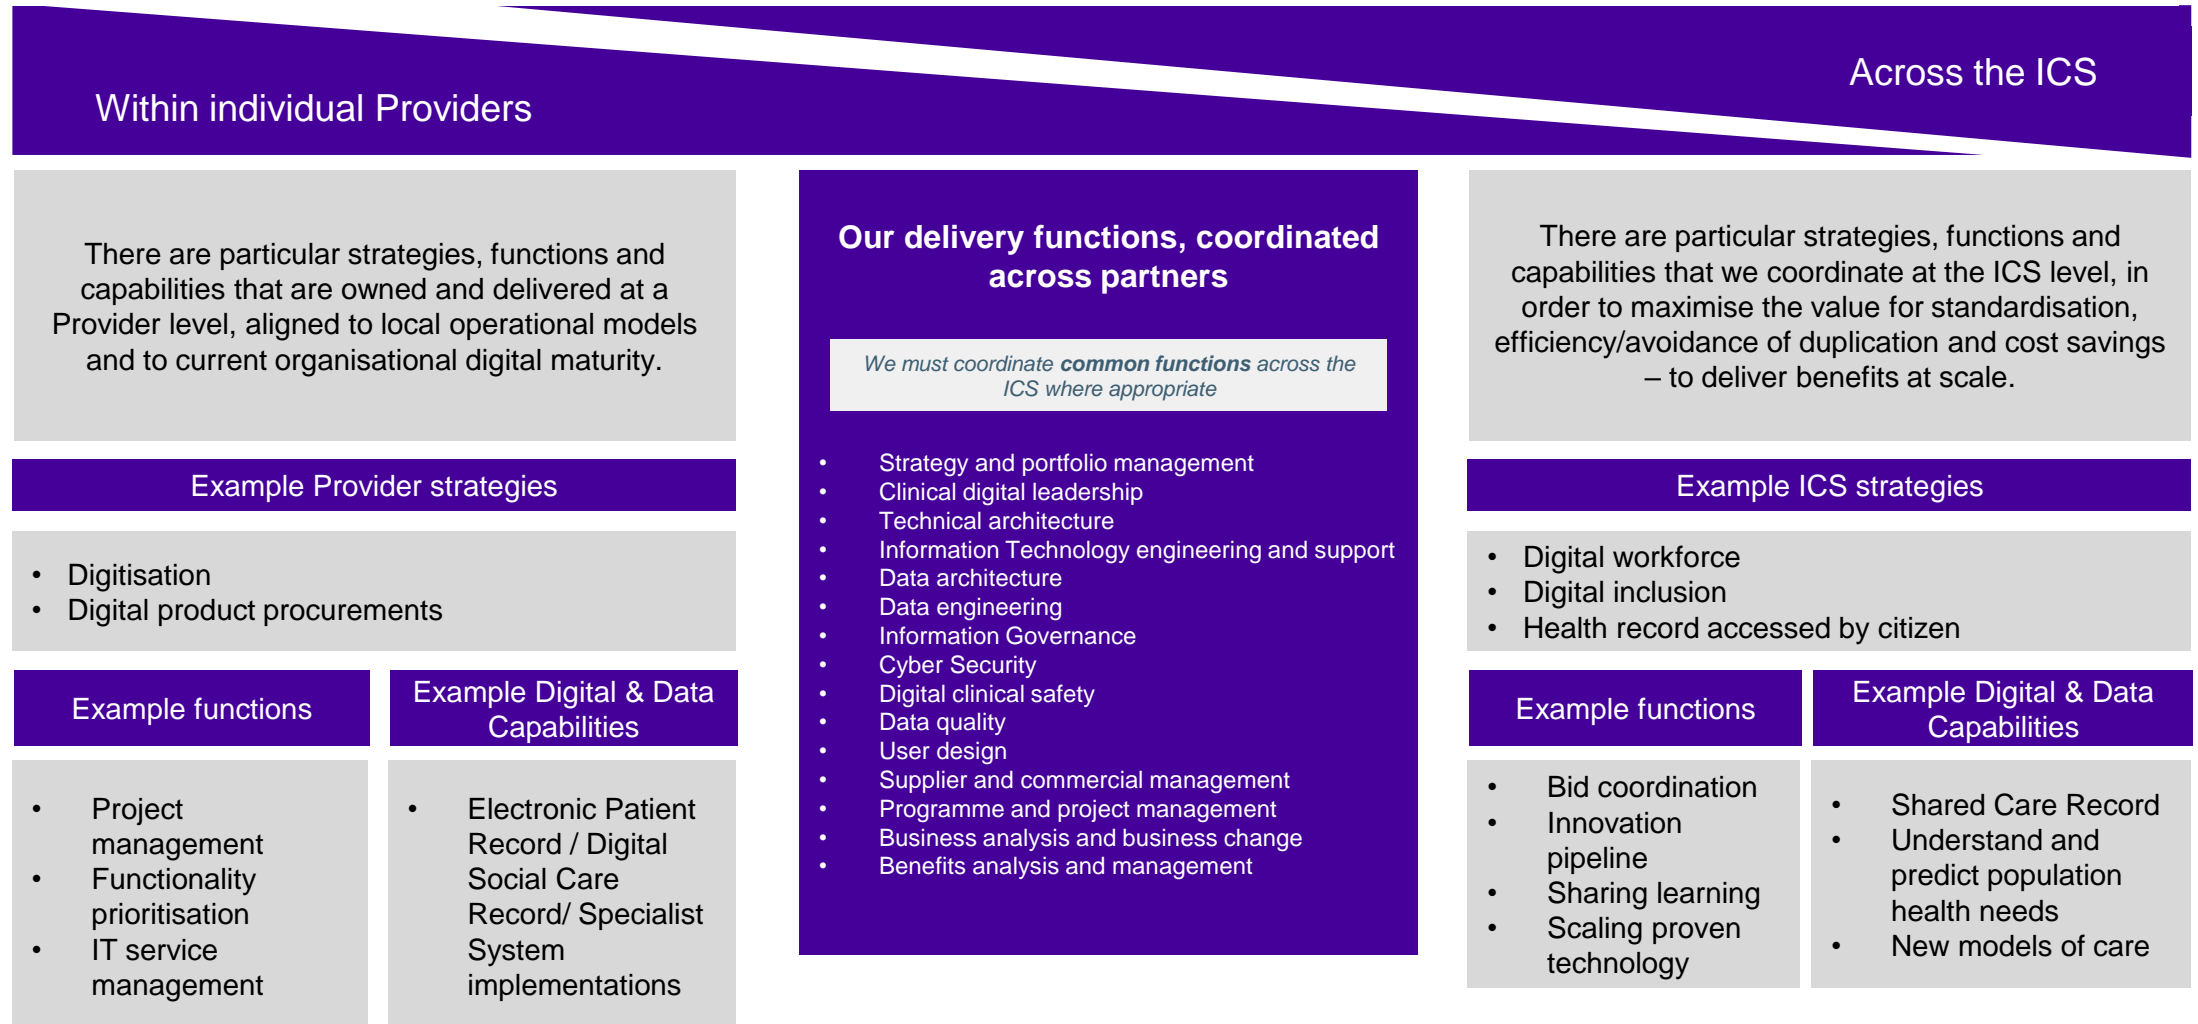 Within individual Providers
Across the ICS
There are particular strategies, functions and
capabilities that are owned and delivered at a
Provider level, aligned to local operational models
and to current organisational digital maturity.
Example Provider strategies
• Digitisation
• Digital product procurements
Example functions
• Project
management
• Functionality
prioritisation
• IT service
management
Example Digital & Data
Capabilities
• Electronic Patient
Record / Digital
Social Care
Record/ Specialist
System
implementations
Our delivery functions, coordinated
across partners
We must coordinate common functions across the
ICS where appropriate
• Strategy and portfolio management
• Clinical digital leadership
• Technical architecture
• Information Technology engineering and support
• Data architecture
• Data engineering
• Information Governance
• Cyber Security
• Digital clinical safety
• Data quality
• User design
• Supplier and commercial management
• Programme and project management
• Business analysis and business change
• Benefits analysis and management
There are particular strategies, functions and
capabilities that we coordinate at the ICS level, in
order to maximise the value for standardisation,
efficiency/avoidance of duplication and cost savings
– to deliver benefits at scale.
Example ICS strategies
• Digital workforce
• Digital inclusion
• Health record accessed by citizen
Example functions
• Bid coordination
• Innovation
pipeline
• Sharing learning
• Scaling proven
technology
Example Digital & Data
Capabilities
• Shared Care Record
• Understand and
predict population
health needs
• New models of care